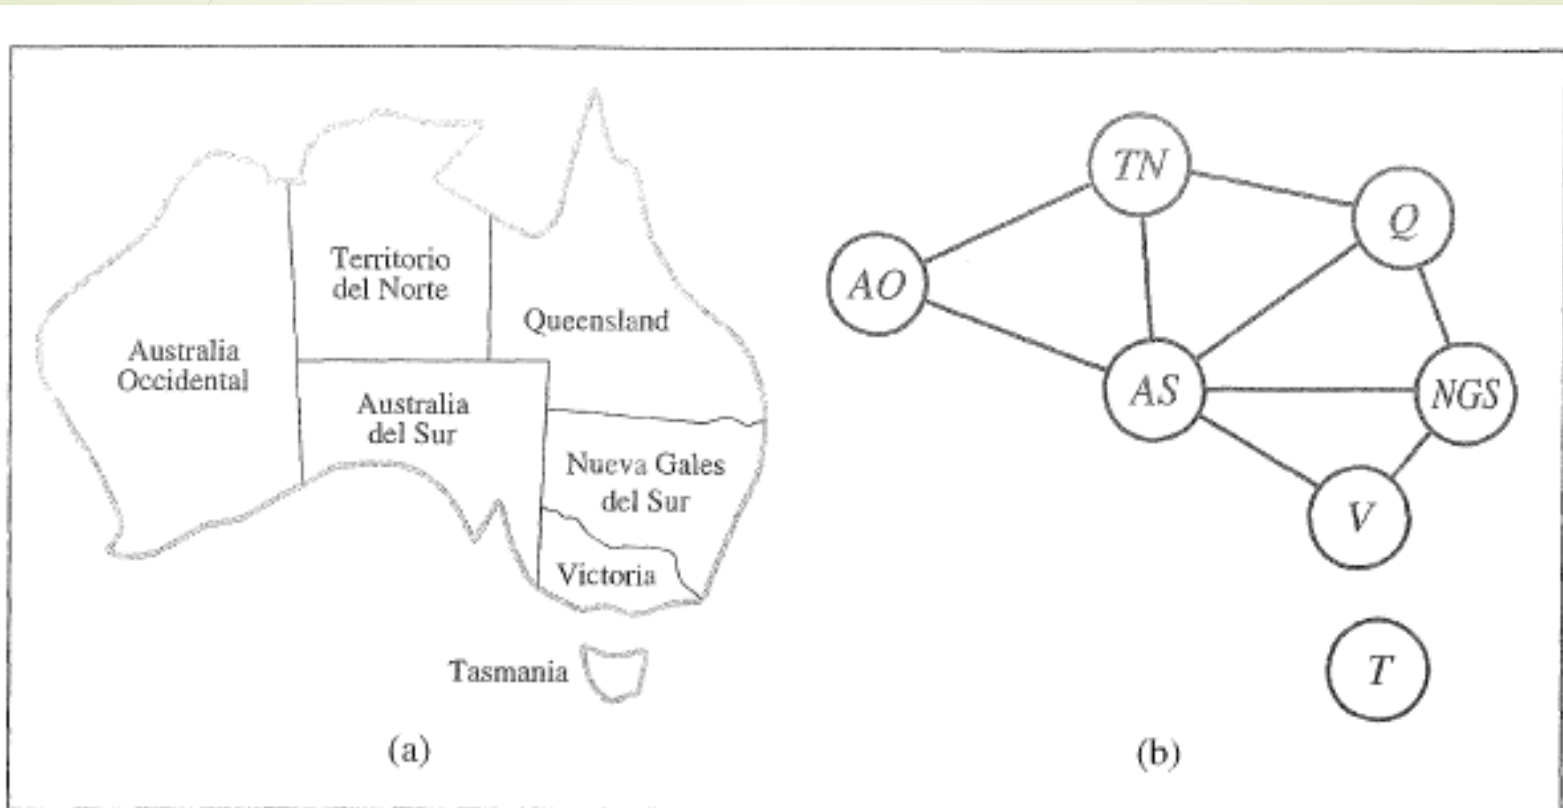 Territorio
del Norte
Queensland
Australia
Occidental
Australia
del Sur
Nueva Gales
del Sur
Victoria
Tasmania
(a)
TN
Q
AO
AS
NGS
V
T
(b)